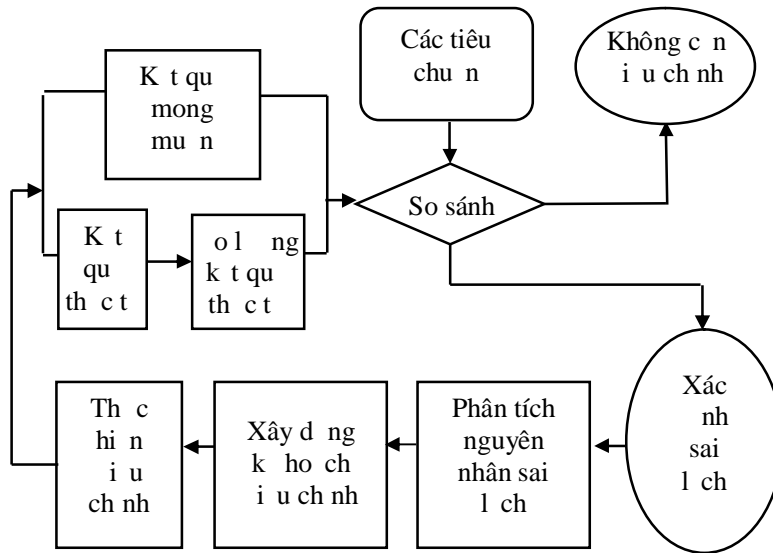 Các tiêu
chu n
Không c n
i u ch nh
K t qu
mong
mu n
So sánh
K t
qu
th c t
o l ng
k t qu
th c t
Xác
nh
sai
l ch
Phân tích
nguyên
nhân sai
l ch
Xây d ng
k ho ch
i u ch nh
Th c
hi n
i u
ch nh